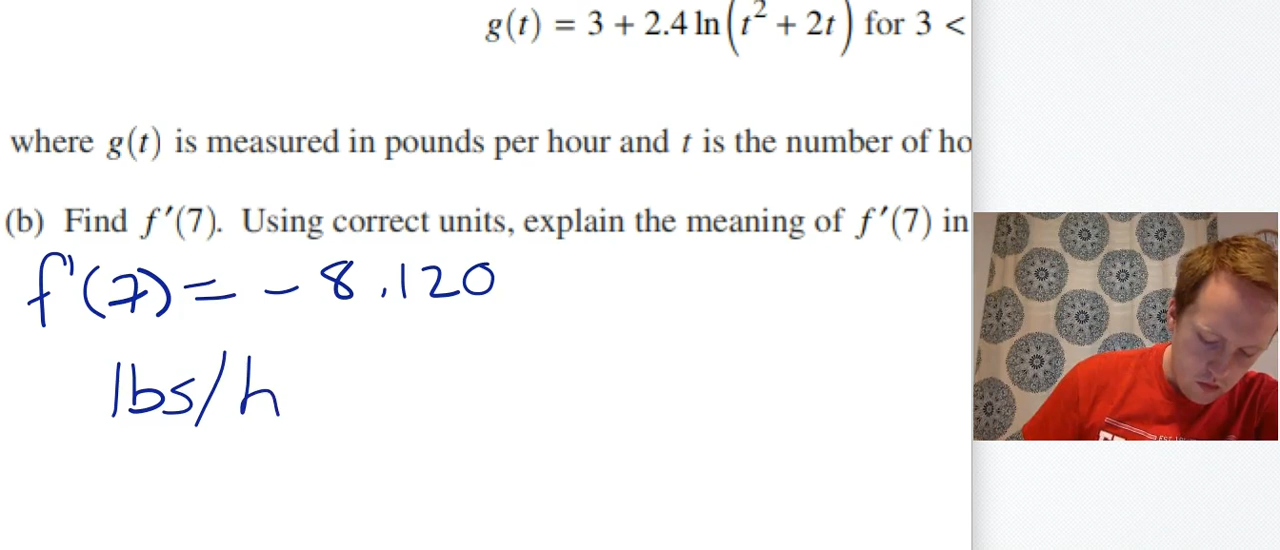 g(t) = 3 + 2.4 ln(t² + 2t) for 3 <
where g(t) is measured in pounds per hour and t is the number of ho
(b) Find f′(7). Using correct units, explain the meaning of f′(7) in
f'(7) = - 8.120
lbs/h